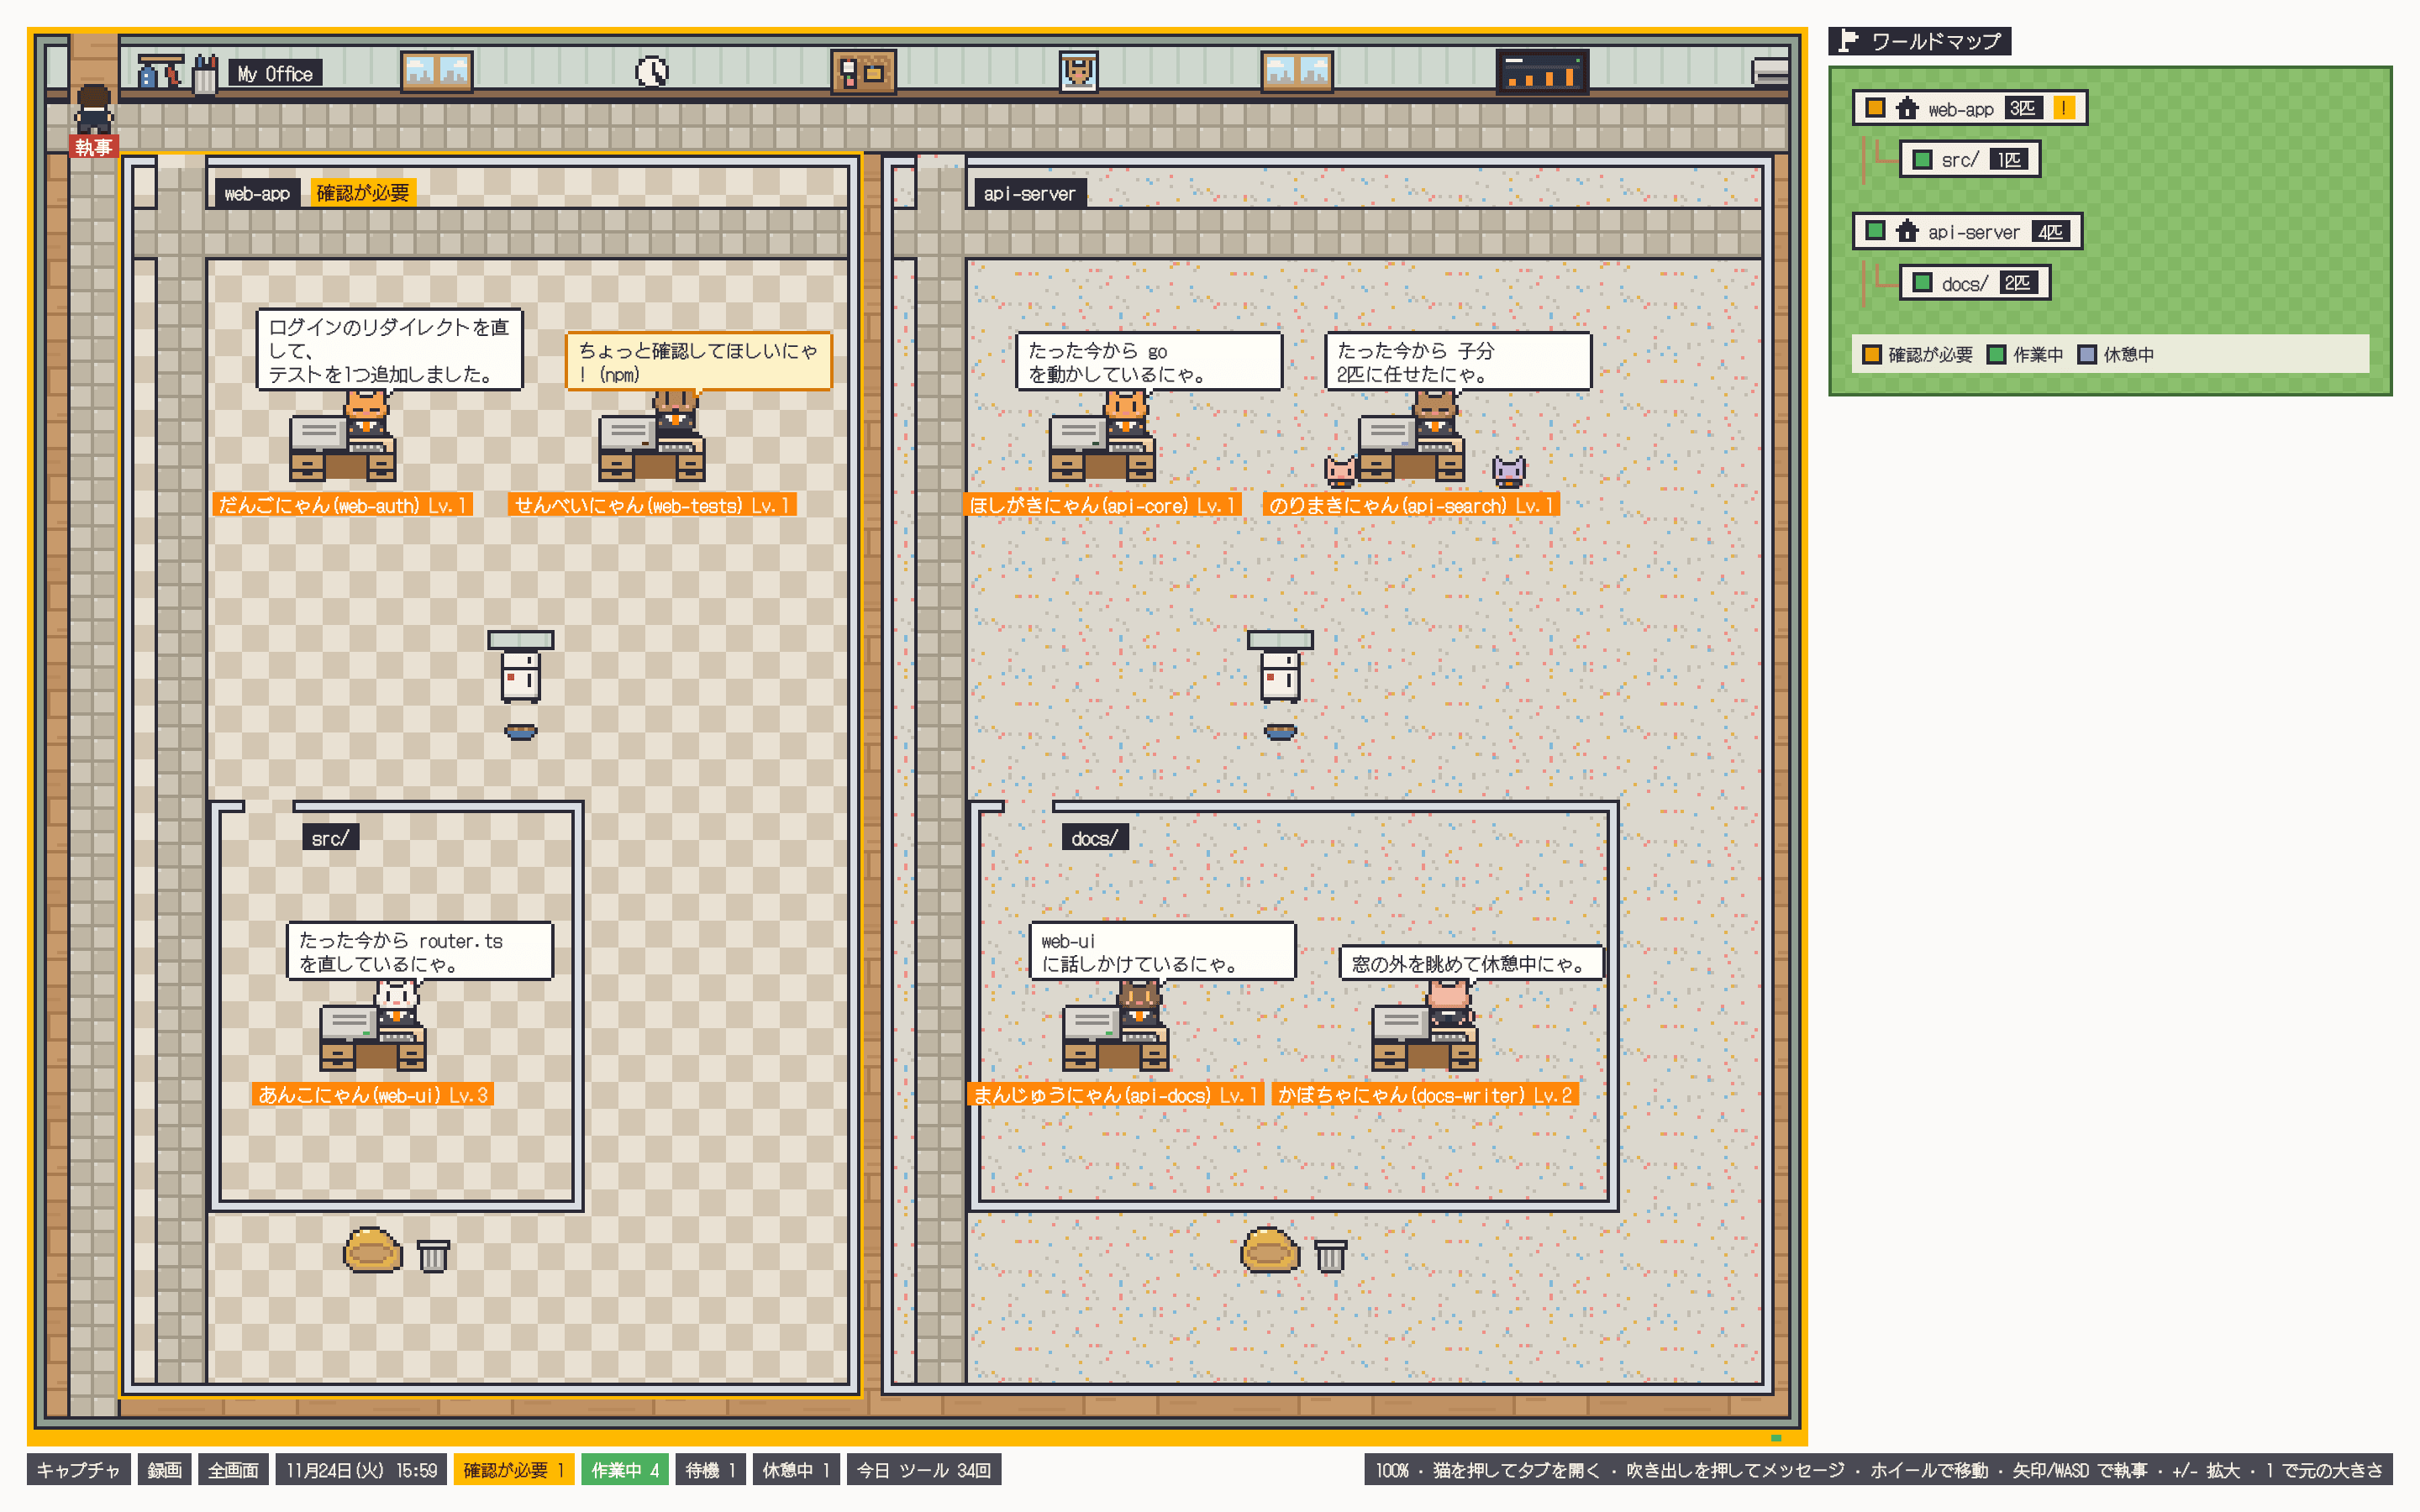 My Office
執事
web-app 確認が必要
ログインのリダイレクトを直
して、
テストを1つ追加しました。
ちょっと確認してほしいにゃ
! (npm)
だんごにゃん(web-auth) Lv.1
せんべいにゃん(web-tests) Lv.1
src/
たった今から router.ts
を直しているにゃ。
あんこにゃん(web-ui) Lv.3
api-server
たった今から go
を動かしているにゃ。
たった今から 子分
2匹に任せたにゃ。
ほしがきにゃん(api-core) Lv.1
のりまきにゃん(api-search) Lv.1
docs/
web-ui
に話しかけているにゃ。
窓の外を眺めて休憩中にゃ。
まんじゅうにゃん(api-docs) Lv.1
かぼちゃにゃん(docs-writer) Lv.2
ワールドマップ
web-app 3匹 !
src/ 1匹
api-server 4匹
docs/ 2匹
確認が必要 作業中 休憩中
キャプチャ 録画 全画面 11月24日(火) 15:59 確認が必要 1 作業中 4 待機 1 休憩中 1 今日 ツール 34回
100% · 猫を押してタブを開く · 吹き出しを押してメッセージ · ホイールで移動 · 矢印/WASD で執事 · +/- 拡大 · 1 で元の大きさ